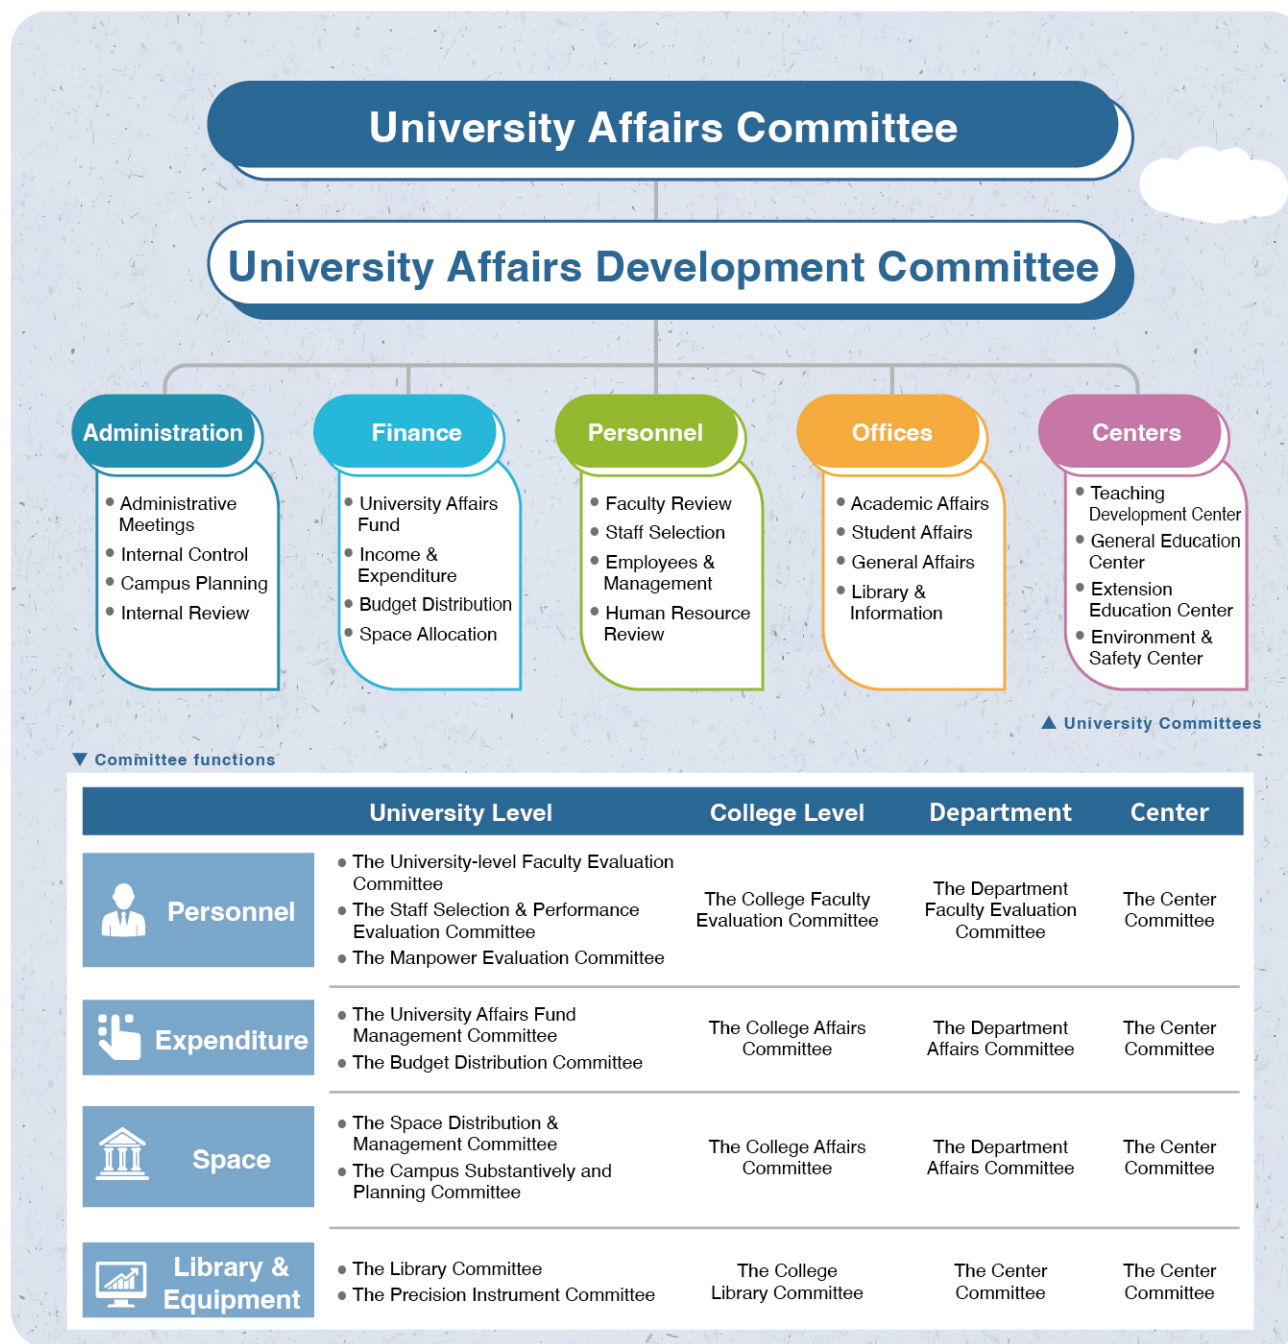 University Affairs Committee
University Affairs Development Committee
Administration
• Administrative
Meetings
• Internal Control
• Campus Planning
• Internal Review
Finance
• University Affairs
Fund
• Income &
Expenditure
• Budget Distribution
• Space Allocation
Personnel
• Faculty Review
• Staff Selection
• Employees &
Management
• Human Resource
Review
Offices
• Academic Affairs
• Student Affairs
• General Affairs
• Library &
Information
Centers
• Teaching
Development Center
• General Education
Center
• Extension
Education Center
• Environment &
Safety Center
▲ University Committees
▼ Committee functions
University Level
College Level
Department
Center
Personnel
• The University-level Faculty Evaluation
Committee
• The Staff Selection & Performance
Evaluation Committee
• The Manpower Evaluation Committee
The College Faculty
Evaluation Committee
The Department
Faculty Evaluation
Committee
The Center
Committee
Expenditure
• The University Affairs Fund
Management Committee
• The Budget Distribution Committee
The College Affairs
Committee
The Department
Affairs Committee
The Center
Committee
Space
• The Space Distribution &
Management Committee
• The Campus Substantively and
Planning Committee
The College Affairs
Committee
The Department
Affairs Committee
The Center
Committee
Library &
Equipment
• The Library Committee
• The Precision Instrument Committee
The College
Library Committee
The Center
Committee
The Center
Committee